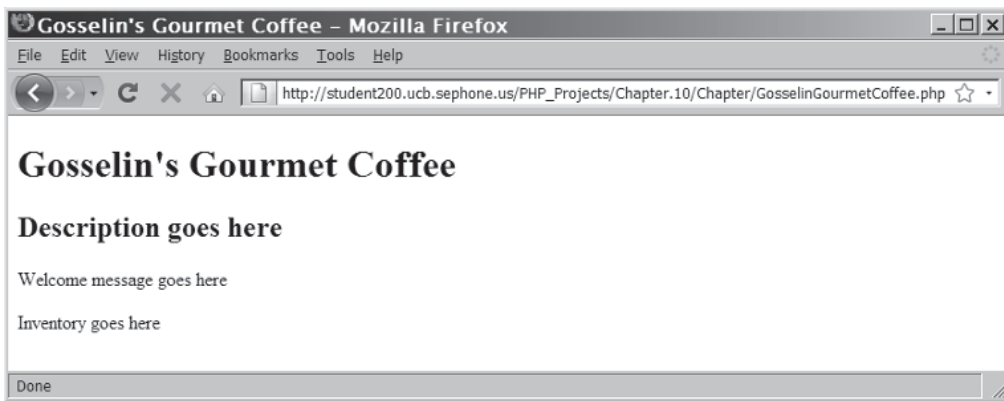 Gosselin's Gourmet Coffee – Mozilla Firefox
File Edit View History Bookmarks Tools Help
http://student200.ucb.sephone.us/PHP_Projects/Chapter.10/Chapter/GosselinGourmetCoffee.php
Gosselin's Gourmet Coffee
Description goes here
Welcome message goes here
Inventory goes here
Done